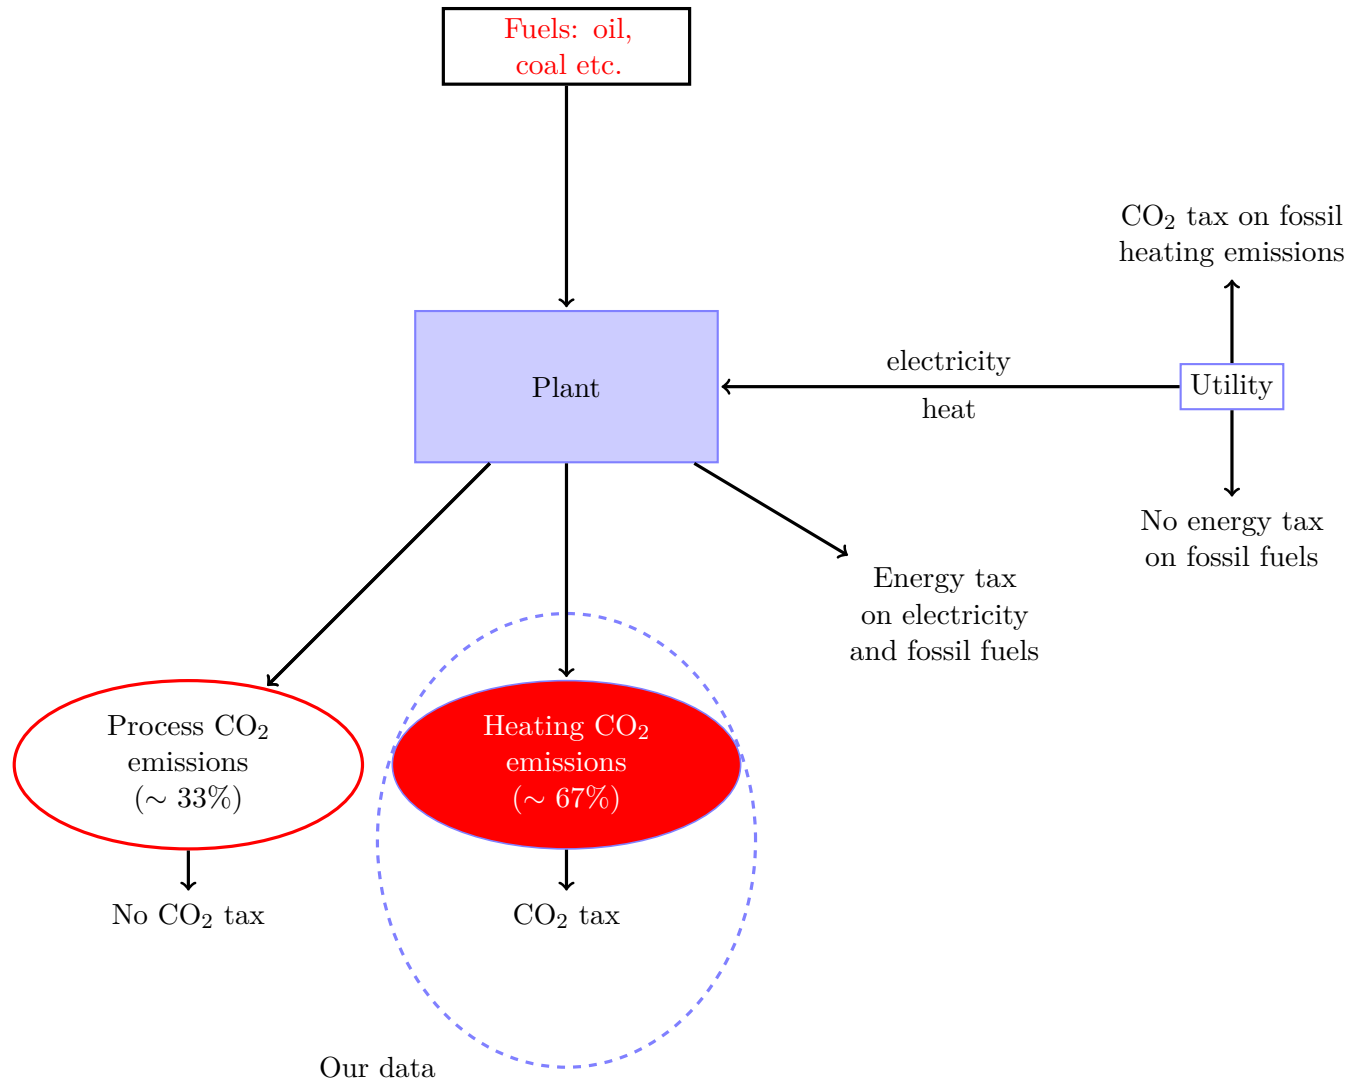 Fuels: oil,
coal etc.
CO₂ tax on fossil
heating emissions
electricity
Plant
Utility
heat
No energy tax
on fossil fuels
Energy tax
on electricity
and fossil fuels
Process CO₂
emissions
(∼ 33%)
Heating CO₂
emissions
(∼ 67%)
No CO₂ tax
CO₂ tax
Our data